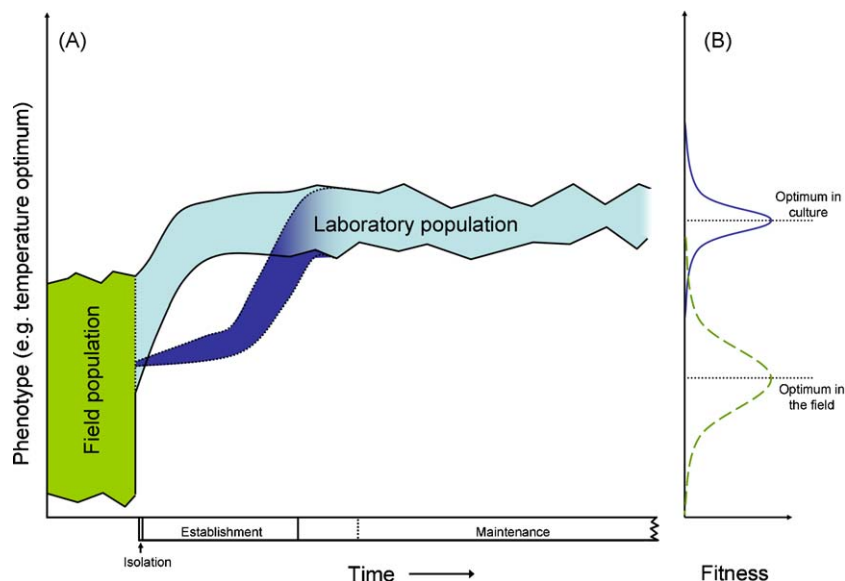 (A)
(B)
Phenotype (e.g. temperature optimum)
Field population
Laboratory population
Optimum in
culture
Optimum in
the field
Establishment
Maintenance
Isolation
Time
Fitness